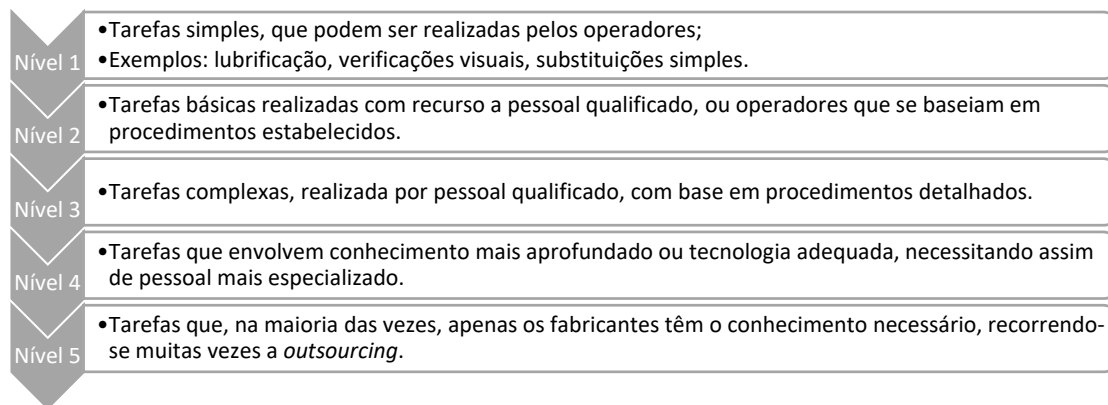 Nível 1
•Tarefas simples, que podem ser realizadas pelos operadores;
•Exemplos: lubrificação, verificações visuais, substituições simples.
Nível 2
•Tarefas básicas realizadas com recurso a pessoal qualificado, ou operadores que se baseiam em
procedimentos estabelecidos.
Nível 3
•Tarefas complexas, realizada por pessoal qualificado, com base em procedimentos detalhados.
Nível 4
•Tarefas que envolvem conhecimento mais aprofundado ou tecnologia adequada, necessitando assim
de pessoal mais especializado.
Nível 5
•Tarefas que, na maioria das vezes, apenas os fabricantes têm o conhecimento necessário, recorrendo-
se muitas vezes a outsourcing.